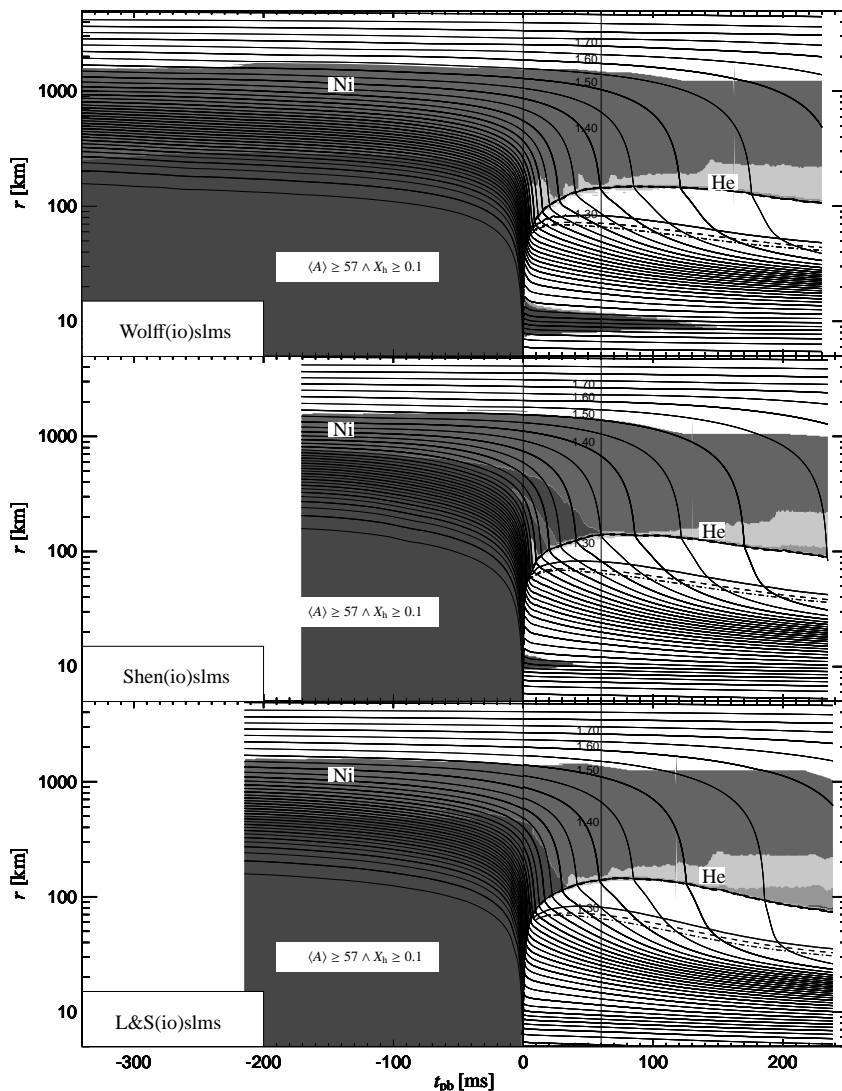 1.70
1.60
1000
Ni
1.50
1.40
r [km]
He
100
1.30
⟨A⟩ ≥ 57 ∧ Xh ≥ 0.1
10
Wolff(io)slms
1.70
1.60
1.50
1000
Ni
1.40
r [km]
He
100
1.30
⟨A⟩ ≥ 57 ∧ Xh ≥ 0.1
10
Shen(io)slms
1.70
1.60
1000
Ni
1.50
1.40
r [km]
He
100
1.30
⟨A⟩ ≥ 57 ∧ Xh ≥ 0.1
10
L&S(io)slms
-300 -200 -100 0 100 200
tpb [ms]